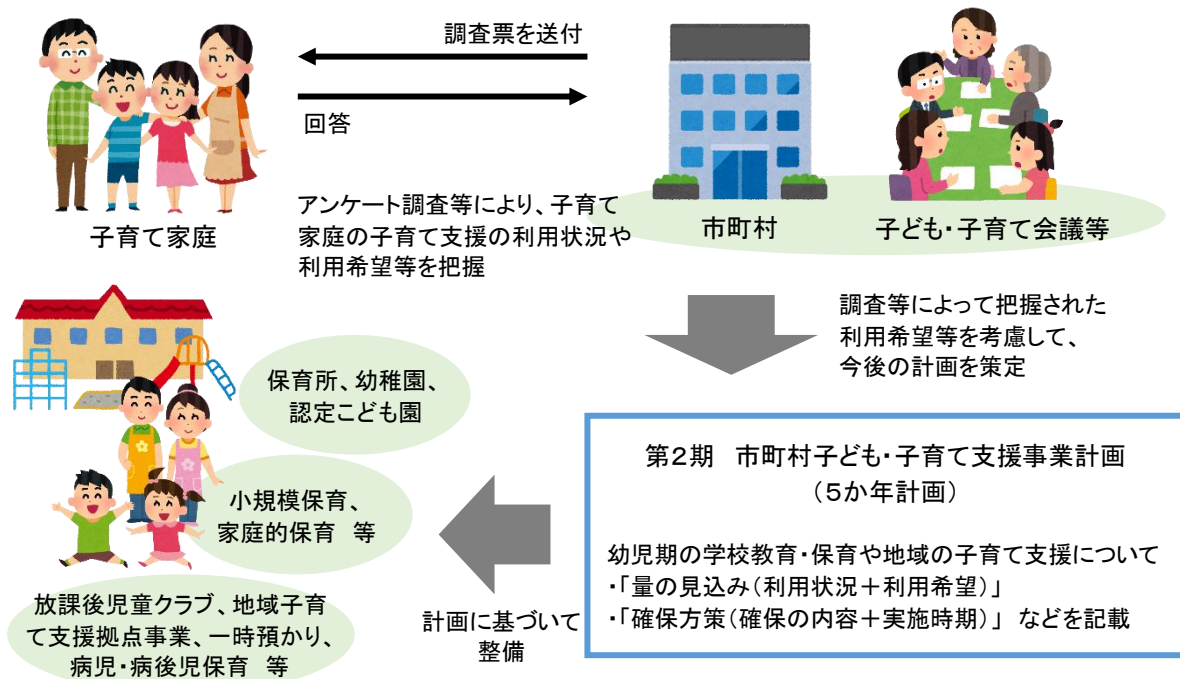 調査票を送付
回答
子育て家庭
アンケート調査等により、子育て
家庭の子育て支援の利用状況や
利用希望等を把握
市町村
子ども・子育て会議等
調査等によって把握された
利用希望等を考慮して、
今後の計画を策定
第2期　市町村子ども・子育て支援事業計画
（5か年計画）
幼児期の学校教育・保育や地域の子育て支援について
・「量の見込み（利用状況＋利用希望）」
・「確保方策（確保の内容＋実施時期）」 などを記載
計画に基づいて
整備
保育所、幼稚園、
認定こども園
小規模保育、
家庭的保育　等
放課後児童クラブ、地域子育
て支援拠点事業、一時預かり、
病児・病後児保育　等